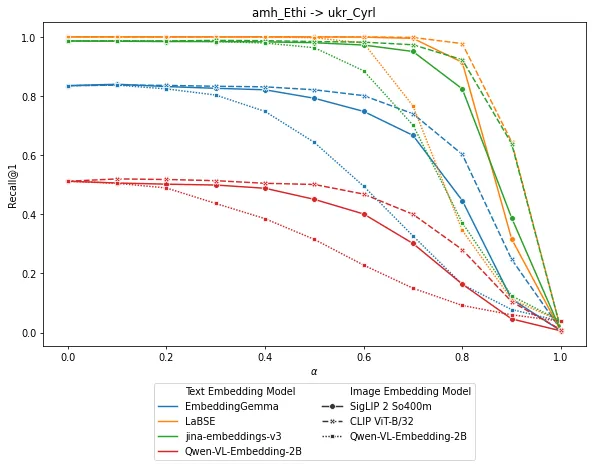 amh_Ethi -> ukr_Cyrl
Recall@1
1.0
0.8
0.6
0.4
0.2
0.0
0.0 0.2 0.4 0.6 0.8 1.0
α
Text Embedding Model
EmbeddingGemma
LaBSE
jina-embeddings-v3
Qwen-VL-Embedding-2B
Image Embedding Model
SigLIP 2 So400m
CLIP ViT-B/32
Qwen-VL-Embedding-2B